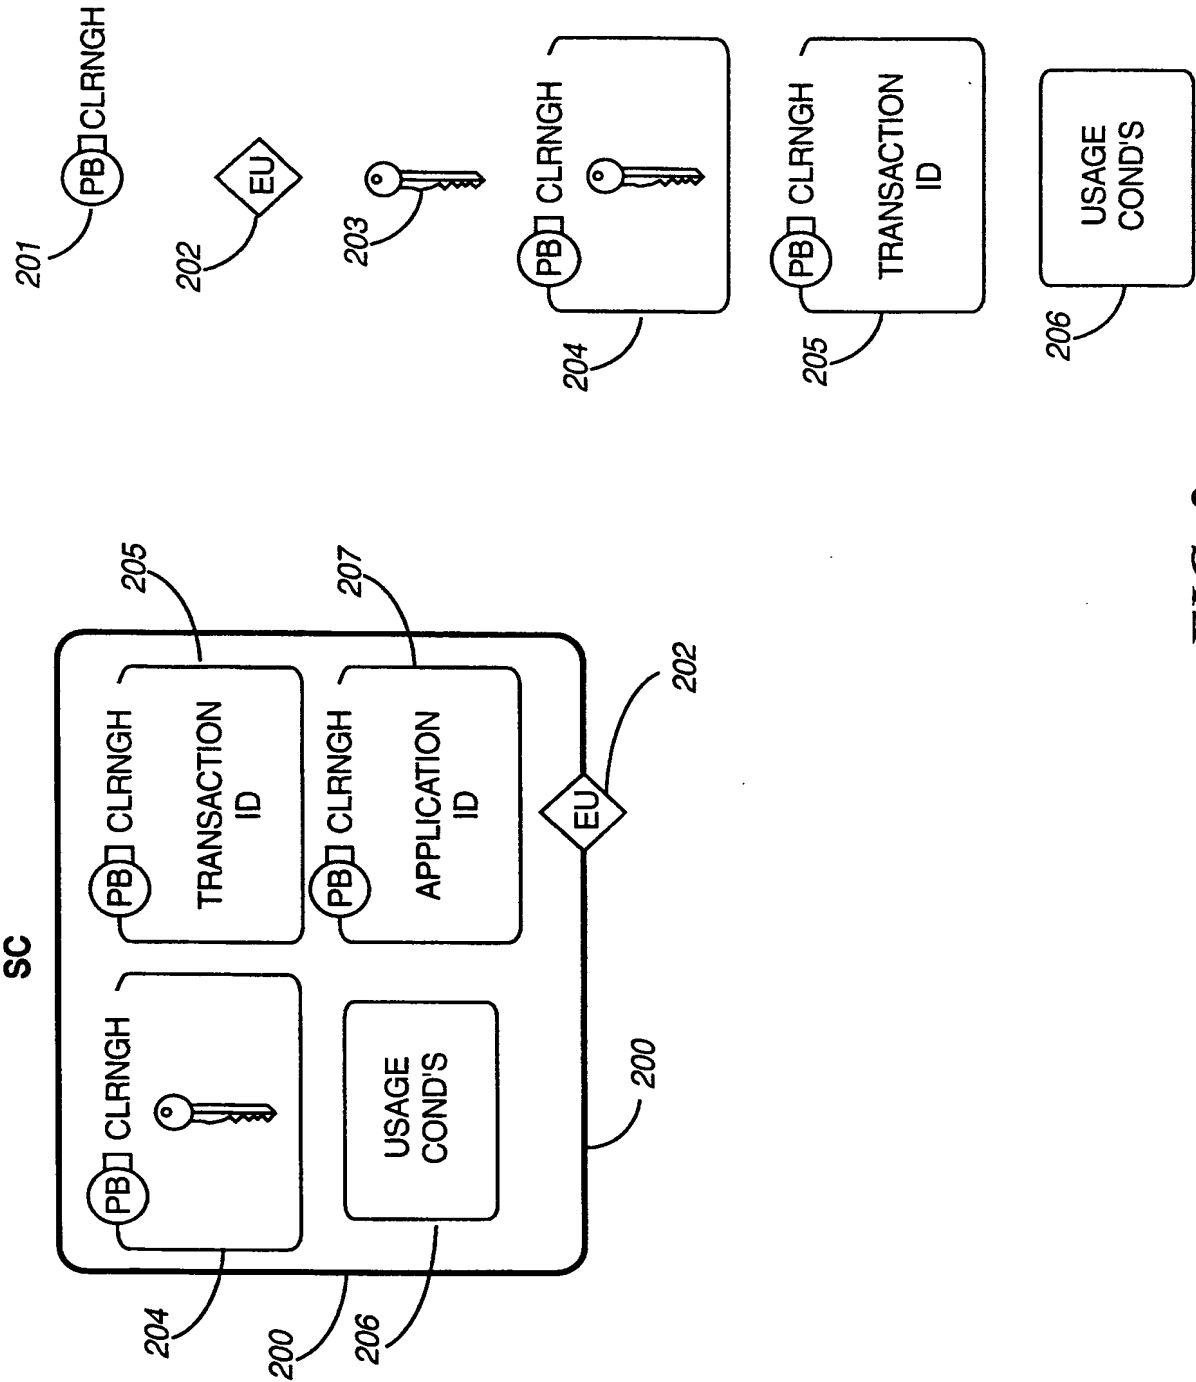 SC
204
PB CLRNGH
PB CLRNGH
TRANSACTION
ID
205
200
206
USAGE
COND'S
PB CLRNGH
APPLICATION
ID
207
200
EU
202
201
PB CLRNGH
202
EU
203
204
PB CLRNGH
205
PB CLRNGH
TRANSACTION
ID
206
USAGE
COND'S